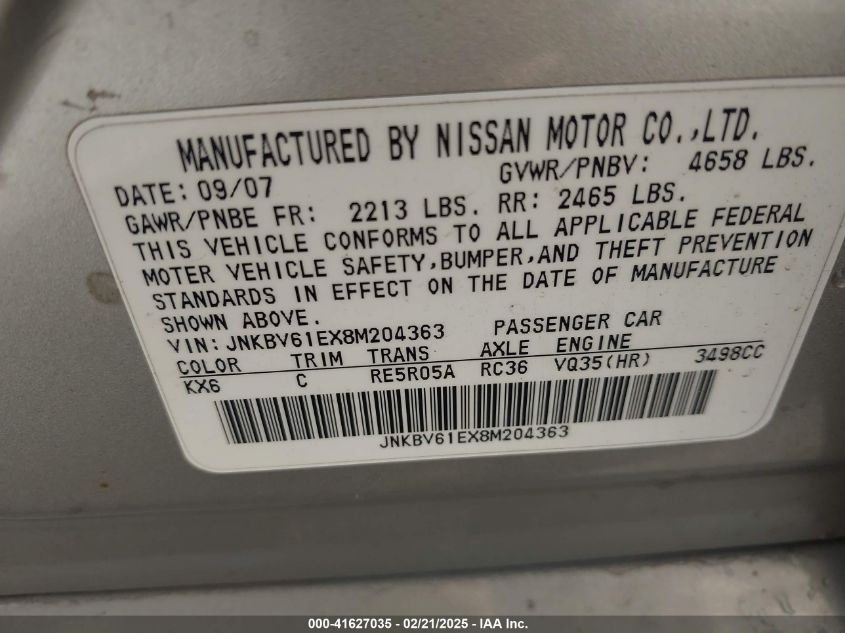 MANUFACTURED BY NISSAN MOTOR CO.,LTD.
DATE: 09/07 GVWR/PNBV: 4658 LBS.
GAWR/PNBE FR: 2213 LBS. RR: 2465 LBS.
THIS VEHICLE CONFORMS TO ALL APPLICABLE FEDERAL
MOTER VEHICLE SAFETY,BUMPER,AND THEFT PREVENTION
STANDARDS IN EFFECT ON THE DATE OF MANUFACTURE
SHOWN ABOVE.
VIN: JNKBV61EX8M204363 PASSENGER CAR
COLOR TRIM TRANS AXLE ENGINE
KX6 C RE5R05A RC36 VQ35(HR) 3498CC
JNKBV61EX8M204363
000-41627035 - 02/21/2025 - IAA Inc.